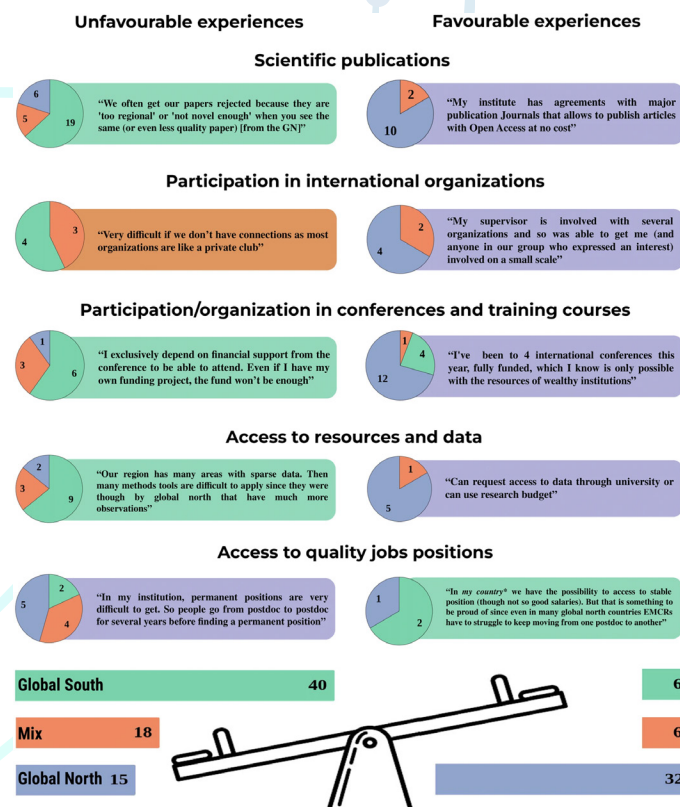 Unfavourable experiences
Favourable experiences
Scientific publications
6
5
19
“We often get our papers rejected because they are
'too regional' or 'not novel enough' when you see the
same (or even less quality paper) [from the GN]”
2
10
“My institute has agreements with major
publication Journals that allows to publish articles
with Open Access at no cost”
Participation in international organizations
3
4
“Very difficult if we don’t have connections as most
organizations are like a private club”
2
4
“My supervisor is involved with several
organizations and so was able to get me (and
anyone in our group who expressed an interest)
involved on a small scale”
Participation/organization in conferences and training courses
1
3
6
“I exclusively depend on financial support from the
conference to be able to attend. Even if I have my
own funding project, the fund won’t be enough”
1
4
12
“I’ve been to 4 international conferences this
year, fully funded, which I know is only possible
with the resources of wealthy institutions”
Access to resources and data
2
3
9
“Our region has many areas with sparse data. Then
many methods tools are difficult to apply since they were
though by global north that have much more
observations”
1
5
“Can request access to data through university or
can use research budget”
Access to quality jobs positions
2
5
4
“In my institution, permanent positions are very
difficult to get. So people go from postdoc to postdoc
for several years before finding a permanent position”
1
2
“In my country* we have the possibility to access to stable
position (though not so good salaries). But that is something to
be proud of since even in many global north countries EMCRs
have to struggle to keep moving from one postdoc to another”
Global South 40
6
Mix 18
6
Global North 15
32